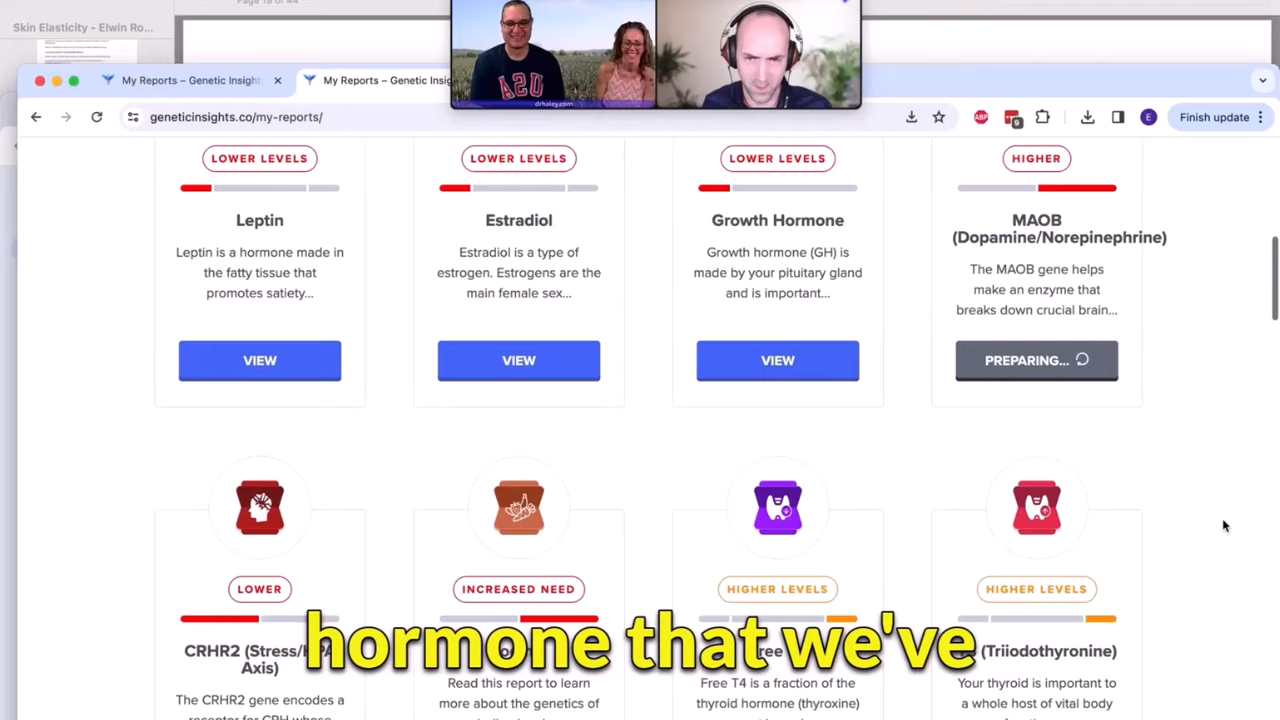 Page 19 of 44
Skin Elasticity - Elwin Ro...
My Reports – Genetic Insight
My Reports – Genetic Insig
USA
drhaley.com
geneticinsights.co/my-reports/
ABP
9
E
Finish update
LOWER LEVELS
LOWER LEVELS
LOWER LEVELS
HIGHER
Leptin
Estradiol
Growth Hormone
MAOB
(Dopamine/Norepinephrine)
Leptin is a hormone made in
the fatty tissue that
promotes satiety...
Estradiol is a type of
estrogen. Estrogens are the
main female sex...
Growth hormone (GH) is
made by your pituitary gland
and is important...
The MAOB gene helps
make an enzyme that
breaks down crucial brain...
VIEW
VIEW
VIEW
PREPARING...
LOWER
INCREASED NEED
HIGHER LEVELS
HIGHER LEVELS
CRHR2 (Stress/
Axis)
(Triiodothyronine)
hormone that we've
The CRHR2 gene encodes a
Read this report to learn
more about the genetics of
Free T4 is a fraction of the
thyroid hormone (thyroxine)
Your thyroid is important to
a whole host of vital body